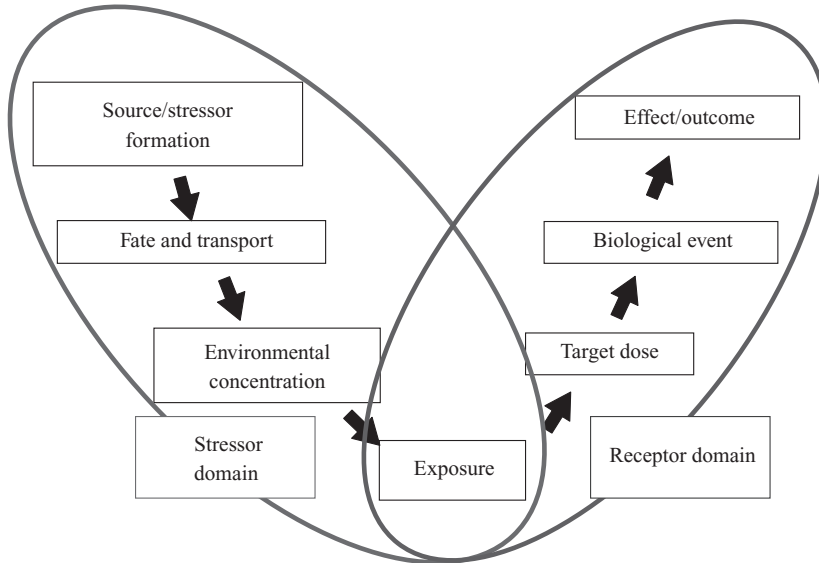 Source/stressor
formation
Effect/outcome
Fate and transport
Biological event
Environmental
concentration
Target dose
Stressor
domain
Exposure
Receptor domain